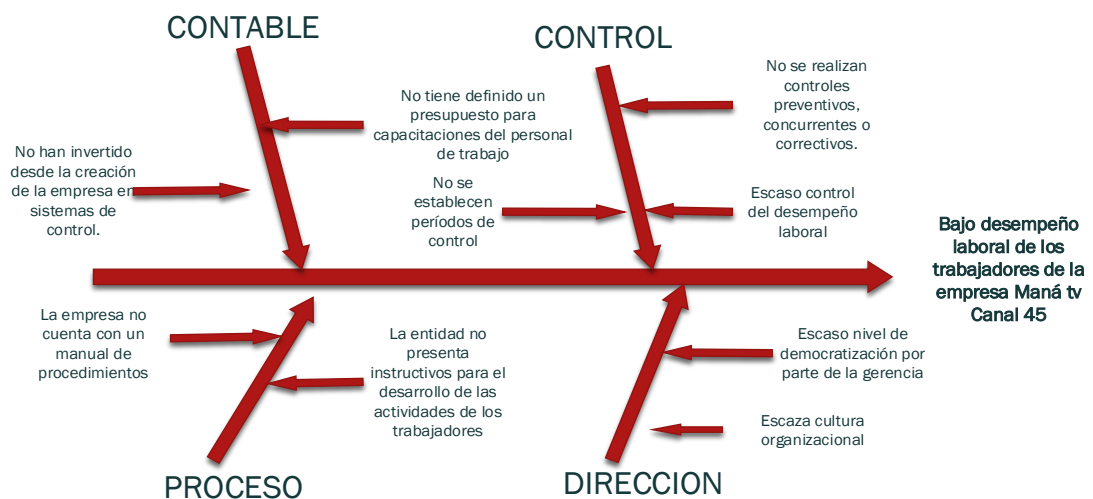 CONTABLE
No tiene definido un
presupuesto para
capacitaciones del personal
de trabajo
No han invertido
desde la creación
de la empresa en
sistemas de
control.
CONTROL
No se realizan
controles
preventivos,
concurrentes o
correctivos.
No se
establecen
períodos de
control
Escaso control
del desempeño
laboral
Bajo desempeño
laboral de los
trabajadores de la
empresa Maná tv
Canal 45
La empresa no
cuenta con un
manual de
procedimientos
La entidad no
presenta
instructivos para el
desarrollo de las
actividades de los
trabajadores
PROCESO
Escaso nivel de
democratización por
parte de la gerencia
Escaza cultura
organizacional
DIRECCION